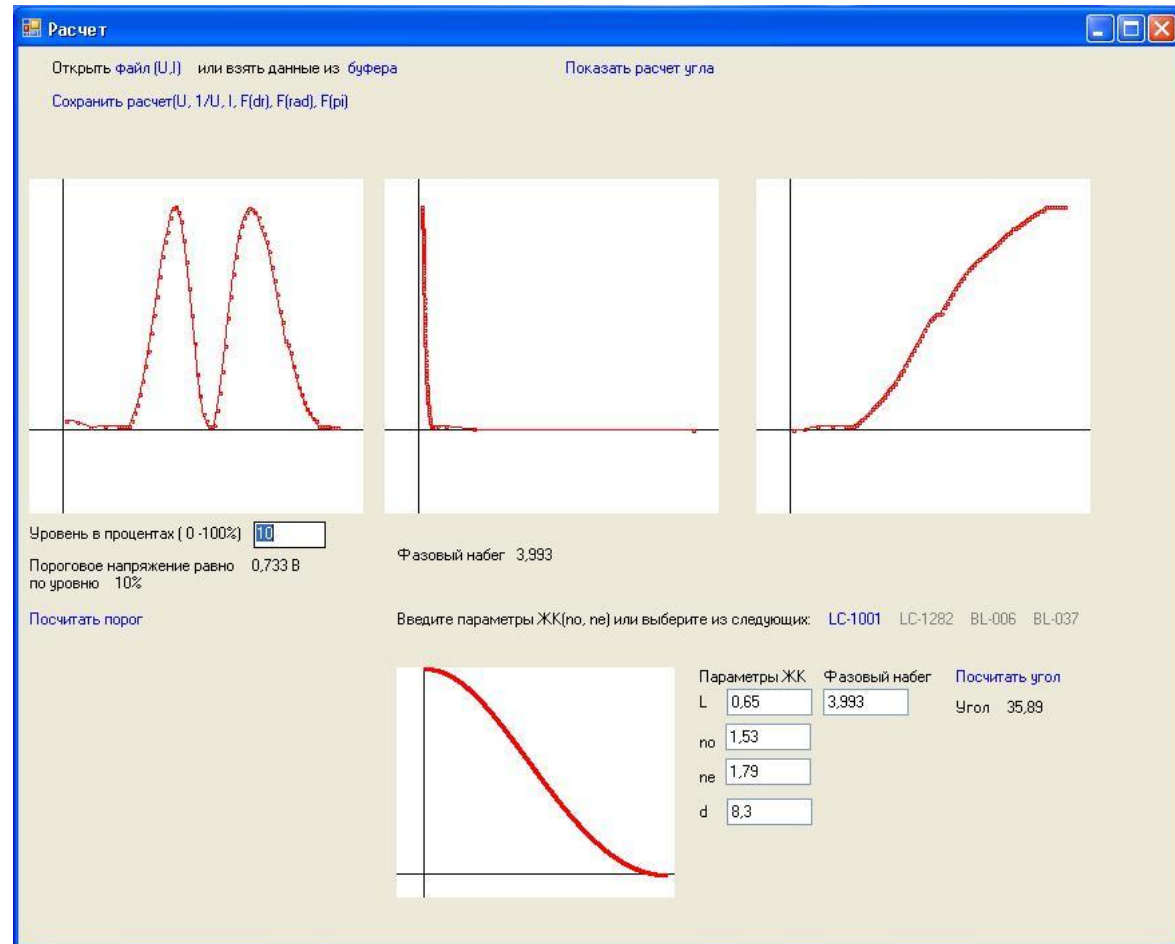 Расчет
Открыть файл (U,I) или взять данные из буфера Показать расчет угла
Сохранить расчет(U, 1/U, I, F(dr), F(rad), F(pi)
Уровень в процентах ( 0 -100%) 10
Пороговое напряжение равно 0,733 В
по уровню 10%
Фазовый набег 3,993
Посчитать порог
Введите параметры ЖК(no, ne) или выберите из следующих: LC-1001 LC-1282 BL-006 BL-037
Параметры ЖК Фазовый набег Посчитать угол
L 0,65 3,993 Угол 35,89
no 1,53
ne 1,79
d 8,3